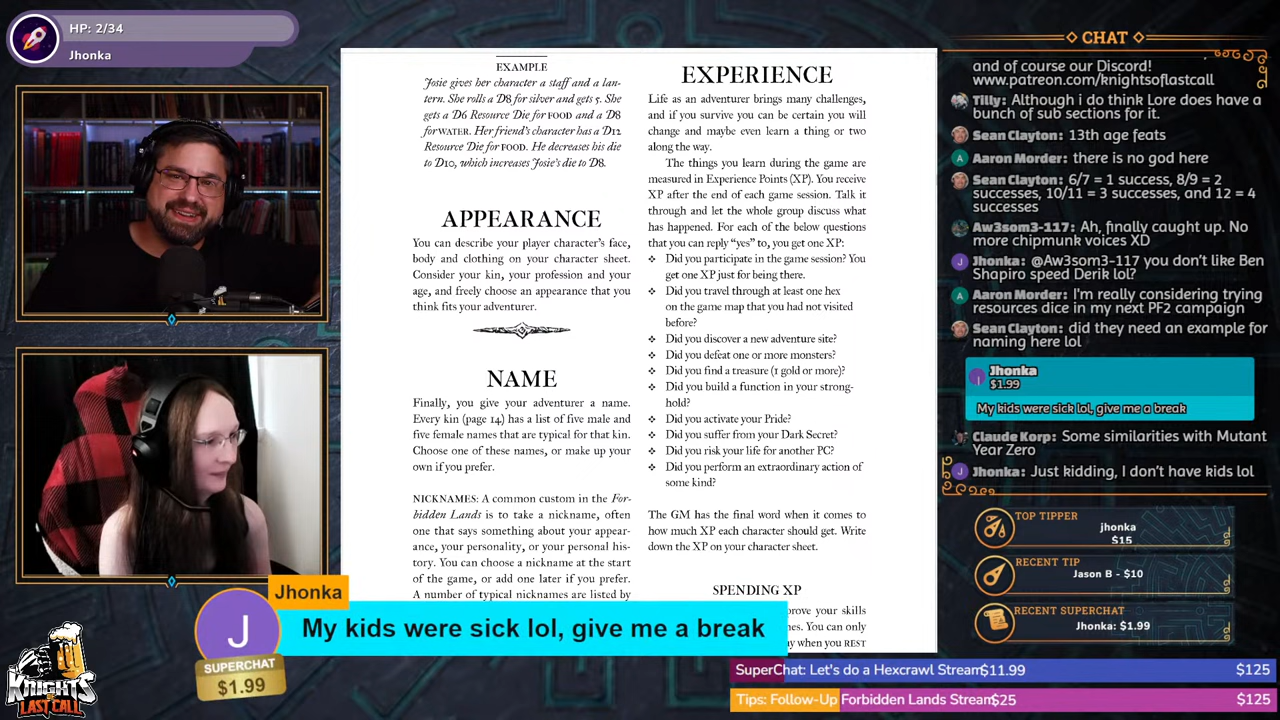 HP: 2/34
Jhonka
EXAMPLE
Josie gives her character a staff and a lan-
tern. She rolls a D8 for silver and gets 5. She
gets a D6 Resource Die for FOOD and a D8
for WATER. Her friend's character has a D12
Resource Die for FOOD. He decreases his die
to D10, which increases Josie's die to D8.
APPEARANCE
You can describe your player character's face,
body and clothing on your character sheet.
Consider your kin, your profession and your
age, and freely choose an appearance that you
think fits your adventurer.
NAME
Finally, you give your adventurer a name.
Every kin (page 14) has a list of five male and
five female names that are typical for that kin.
Choose one of these names, or make up your
own if you prefer.
NICKNAMES: A common custom in the For-
bidden Lands is to take a nickname, often
one that says something about your appear-
ance, your personality, or your personal his-
tory. You can choose a nickname at the start
of the game, or add one later if you prefer.
A number of typical nicknames are listed by
EXPERIENCE
Life as an adventurer brings many challenges,
and if you survive you can be certain you will
change and maybe even learn a thing or two
along the way.
The things you learn during the game are
measured in Experience Points (XP). You receive
XP after the end of each game session. Talk it
through and let the whole group discuss what
has happened. For each of the below questions
that you can reply “yes” to, you get one XP:
❖ Did you participate in the game session? You
get one XP just for being there.
❖ Did you travel through at least one hex
on the game map that you had not visited
before?
❖ Did you discover a new adventure site?
❖ Did you defeat one or more monsters?
❖ Did you find a treasure (1 gold or more)?
❖ Did you build a function in your strong-
hold?
❖ Did you activate your Pride?
❖ Did you suffer from your Dark Secret?
❖ Did you risk your life for another PC?
❖ Did you perform an extraordinary action of
some kind?
The GM has the final word when it comes to
how much XP each character should get. Write
down the XP on your character sheet.
SPENDING XP
prove your skills
You can only
when you REST
CHAT
and of course our Discord!
www.patreon.com/knightsoflastcall
Tilly: Although i do think Lore does have a
bunch of sub sections for it.
Sean Clayton: 13th age feats
Aaron Morder: there is no god here
Sean Clayton: 6/7 = 1 success, 8/9 = 2
successes, 10/11 = 3 successes, and 12 = 4
successes
Aw3som3-117: Ah, finally caught up. No
more chipmunk voices XD
Jhonka: @Aw3som3-117 you don't like Ben
Shapiro speed Derik lol?
Aaron Morder: I'm really considering trying
resources dice in my next PF2 campaign
Sean Clayton: did they need an example for
naming here lol
Jhonka
$1.99
My kids were sick lol, give me a break
Claude Korp: Some similarities with Mutant
Year Zero
Jhonka: Just kidding, I don't have kids lol
TOP TIPPER
jhonka
$15
RECENT TIP
Jason B - $10
RECENT SUPERCHAT
Jhonka: $1.99
Jhonka
J
My kids were sick lol, give me a break
SUPERCHAT
$1.99
KNIGHTS
OF
LAST CALL
SuperChat: Let's do a Hexcrawl Stream $11.99 $125
Tips: Follow-Up Forbidden Lands Stream $25 $125